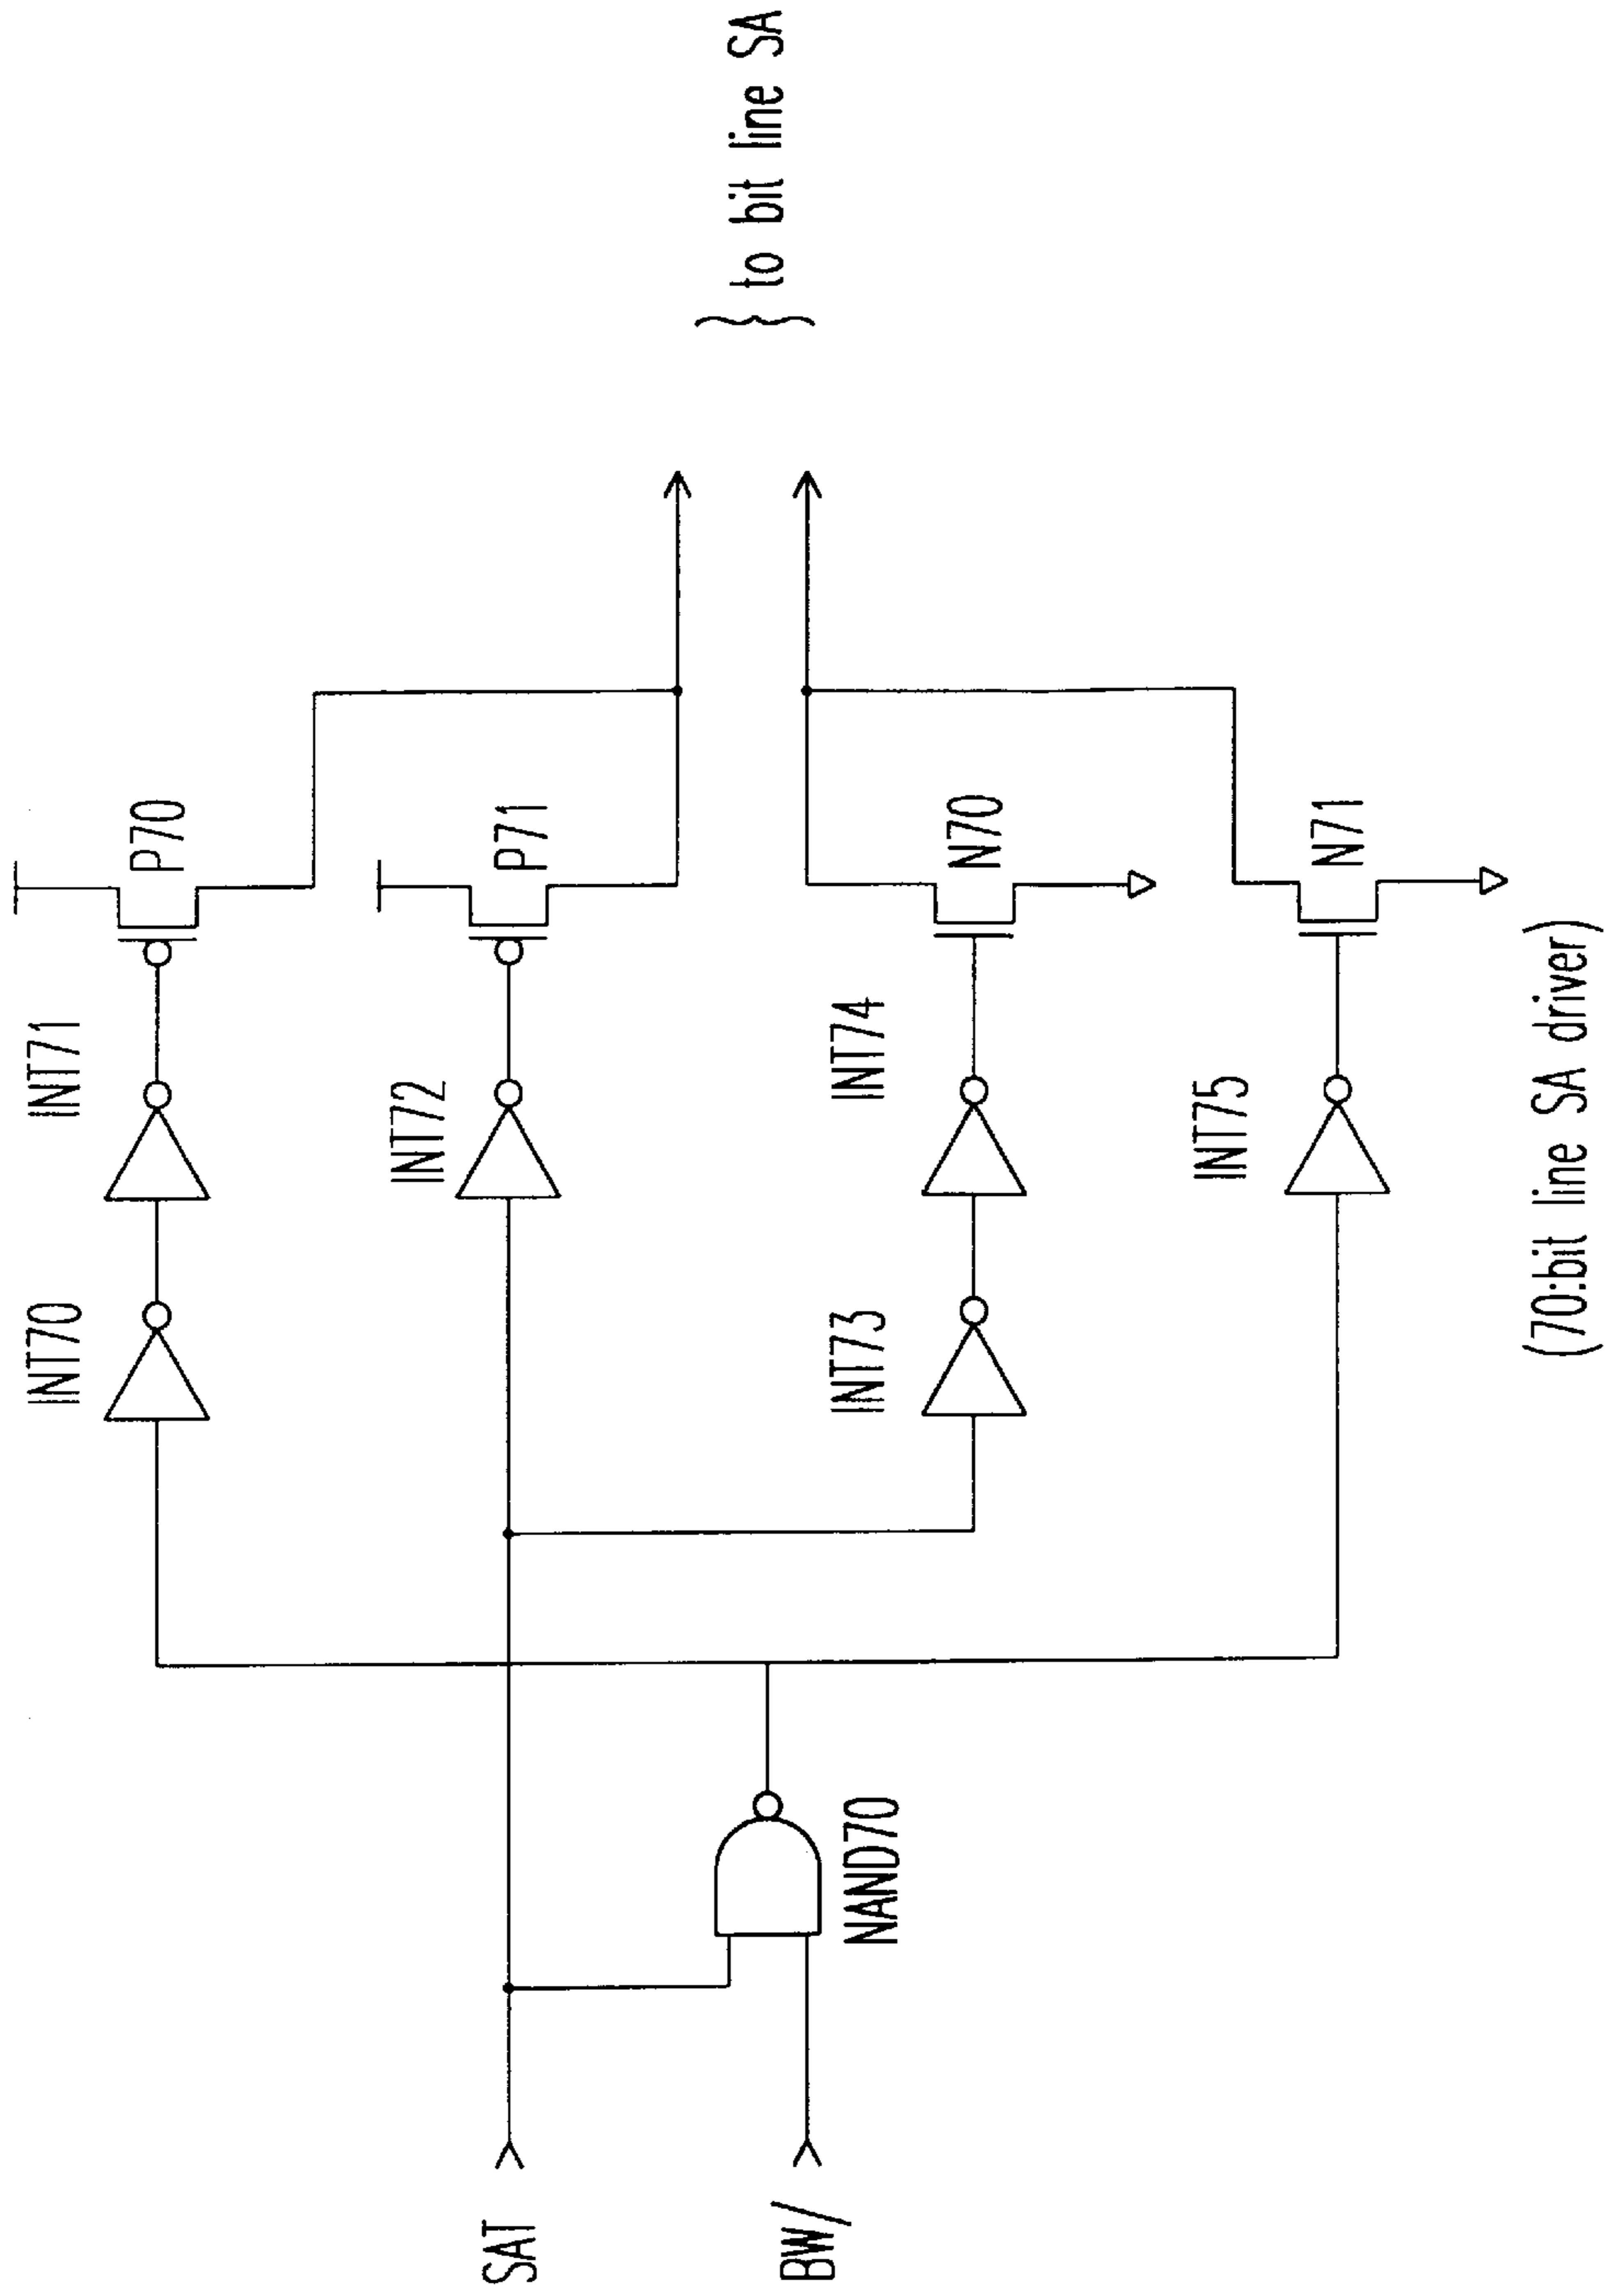 INT70
INT71
P70
INT72
P71
SAT
} to bit line SA
BW/
NAND70
INT73
INT74
N70
INT75
N71
(70:bit line SA driver)